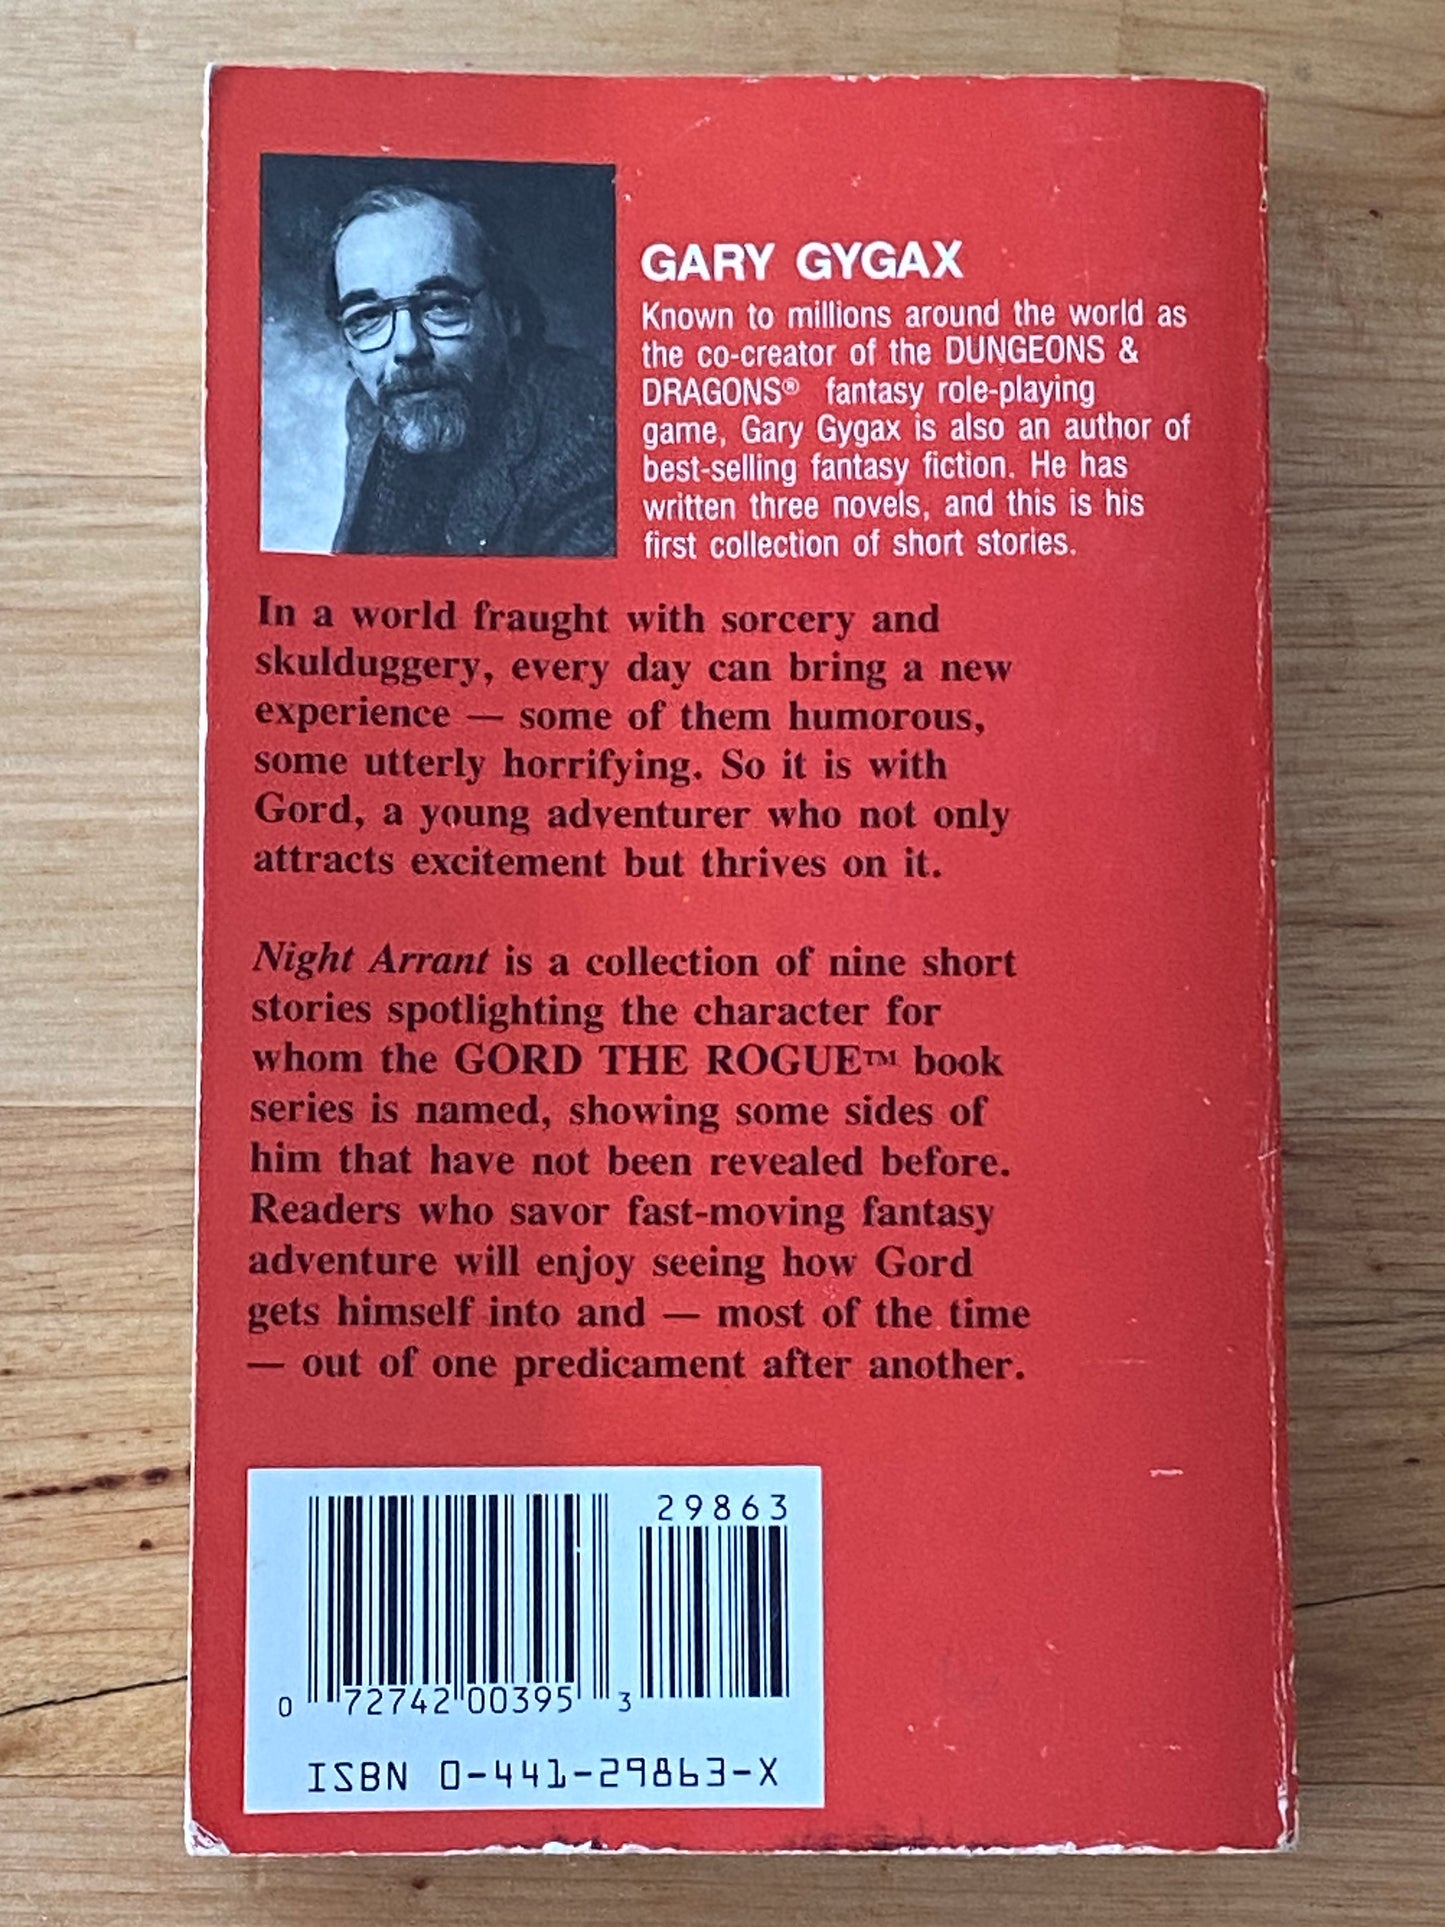 GARY GYGAX
Known to millions around the world as
the co-creator of the DUNGEONS &
DRAGONS® fantasy role-playing
game, Gary Gygax is also an author of
best-selling fantasy fiction. He has
written three novels, and this is his
first collection of short stories.
In a world fraught with sorcery and
skulduggery, every day can bring a new
experience — some of them humorous,
some utterly horrifying. So it is with
Gord, a young adventurer who not only
attracts excitement but thrives on it.
Night Arrant is a collection of nine short
stories spotlighting the character for
whom the GORD THE ROGUE™ book
series is named, showing some sides of
him that have not been revealed before.
Readers who savor fast-moving fantasy
adventure will enjoy seeing how Gord
gets himself into and — most of the time
— out of one predicament after another.
29863
0 72742 00395 3
ISBN 0-441-29863-X